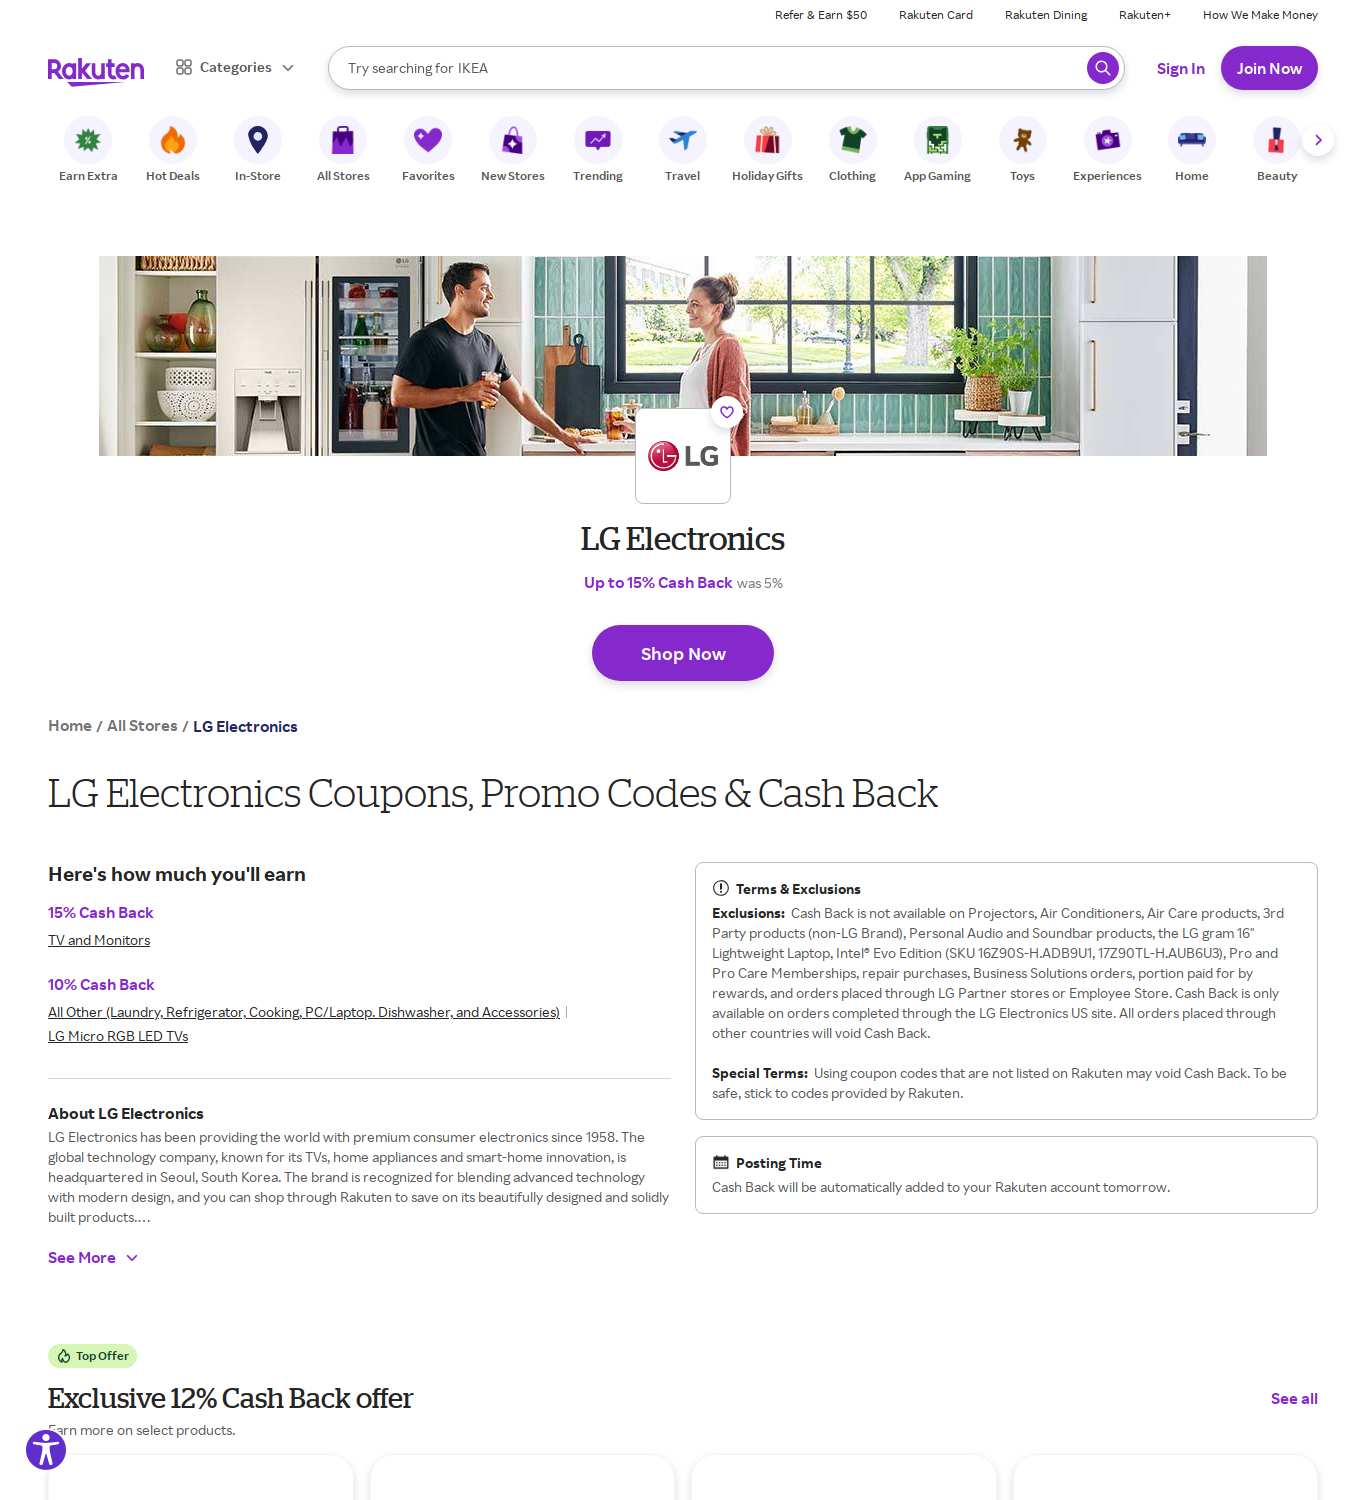 Refer & Earn $50
Rakuten Card
Rakuten Dining
Rakuten+
How We Make Money
Rakuten
Categories
Try searching for IKEA
Sign In
Join Now
Earn Extra
Hot Deals
In-Store
All Stores
Favorites
New Stores
Trending
Travel
Holiday Gifts
Clothing
App Gaming
Toys
Experiences
Home
Beauty
LG
LG
LG Electronics
Up to 15% Cash Back was 5%
Shop Now
Home / All Stores / LG Electronics
LG Electronics Coupons, Promo Codes & Cash Back
Here's how much you'll earn
15% Cash Back
TV and Monitors
10% Cash Back
All Other (Laundry, Refrigerator, Cooking, PC/Laptop. Dishwasher, and Accessories)
LG Micro RGB LED TVs
About LG Electronics
LG Electronics has been providing the world with premium consumer electronics since 1958. The
global technology company, known for its TVs, home appliances and smart-home innovation, is
headquartered in Seoul, South Korea. The brand is recognized for blending advanced technology
with modern design, and you can shop through Rakuten to save on its beautifully designed and solidly
built products....
See More
Terms & Exclusions
Exclusions: Cash Back is not available on Projectors, Air Conditioners, Air Care products, 3rd
Party products (non-LG Brand), Personal Audio and Soundbar products, the LG gram 16"
Lightweight Laptop, Intel® Evo Edition (SKU 16Z90S-H.ADB9U1, 17Z90TL-H.AUB6U3), Pro and
Pro Care Memberships, repair purchases, Business Solutions orders, portion paid for by
rewards, and orders placed through LG Partner stores or Employee Store. Cash Back is only
available on orders completed through the LG Electronics US site. All orders placed through
other countries will void Cash Back.
Special Terms: Using coupon codes that are not listed on Rakuten may void Cash Back. To be
safe, stick to codes provided by Rakuten.
Posting Time
Cash Back will be automatically added to your Rakuten account tomorrow.
Top Offer
Exclusive 12% Cash Back offer
See all
Earn more on select products.